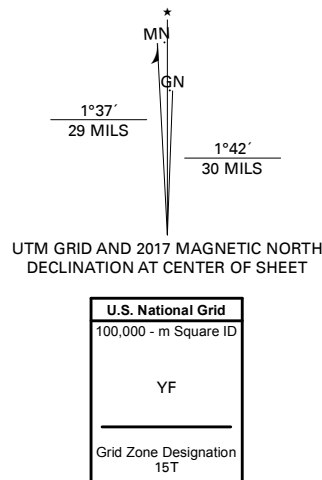 ★
MN
GN
1°37´
29 MILS
1°42´
30 MILS
UTM GRID AND 2017 MAGNETIC NORTH
DECLINATION AT CENTER OF SHEET
U.S. National Grid
100,000 - m Square ID
YF
Grid Zone Designation
15T